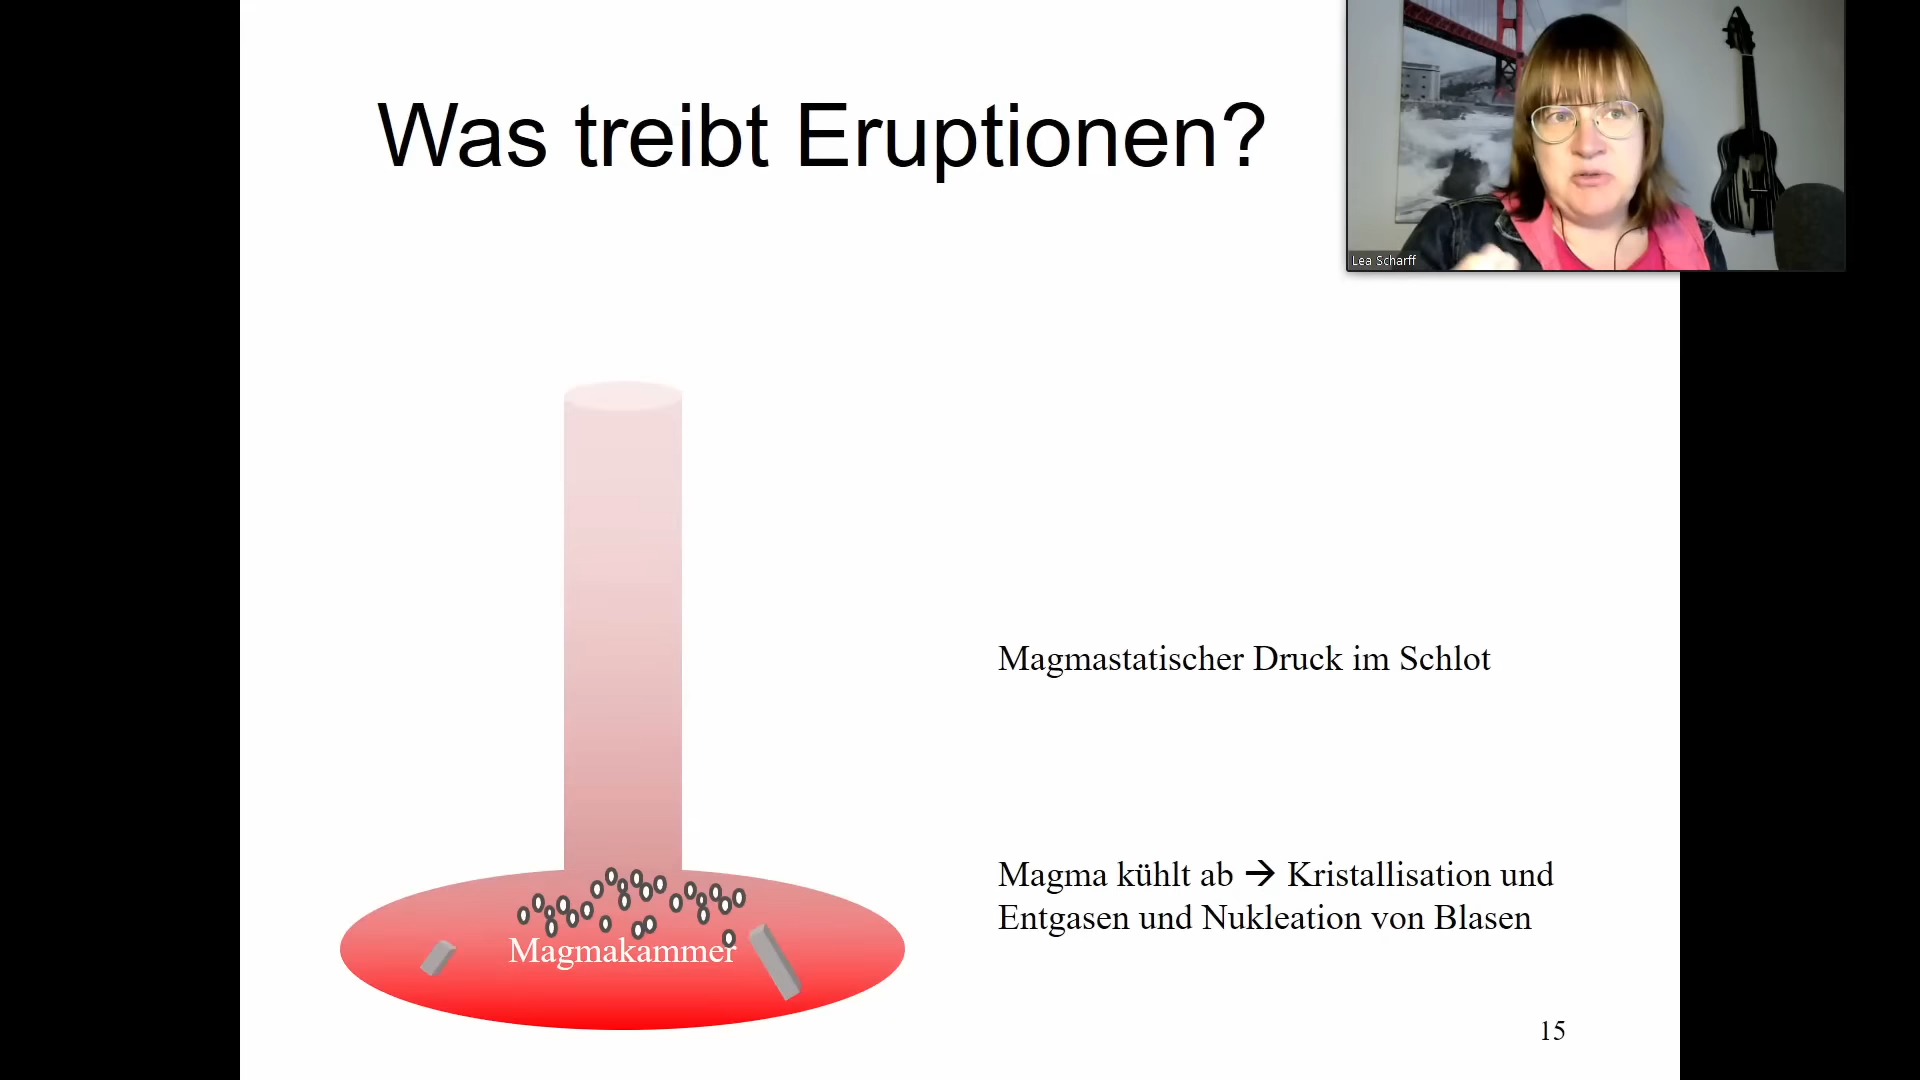 Was treibt Eruptionen?
Lea Scharff
Magmastatischer Druck im Schlot
Magma kühlt ab → Kristallisation und
Entgasen und Nukleation von Blasen
Magmakammer
15